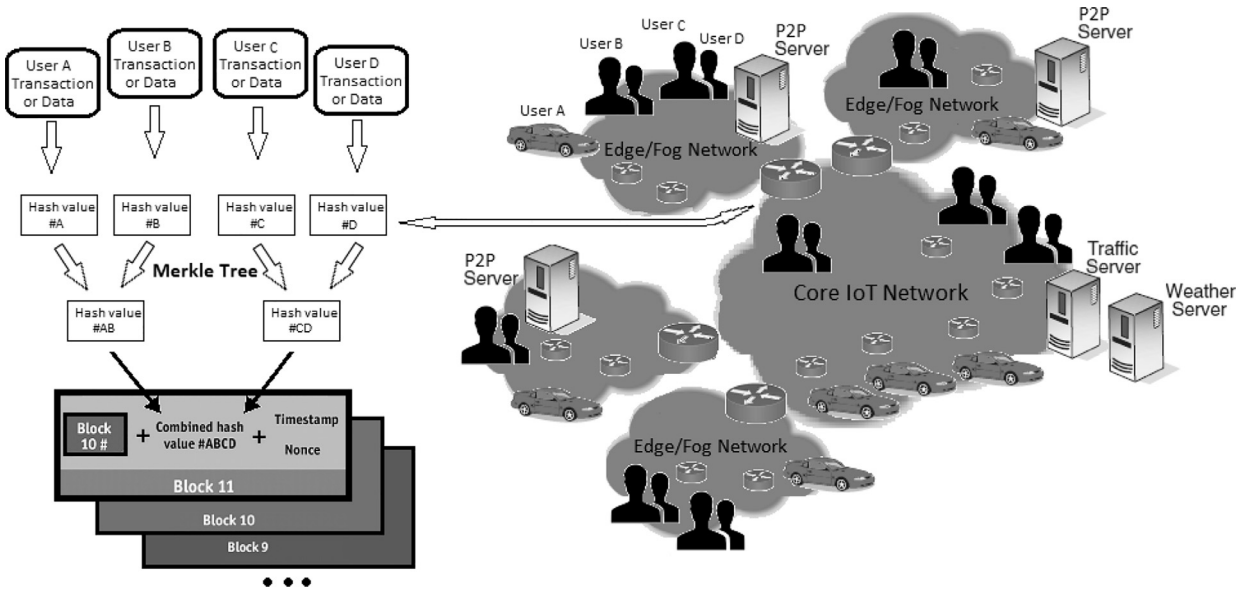 User A
Transaction
or Data
User B
Transaction
or Data
User C
Transaction
or Data
User D
Transaction
or Data
Hash value
#A
Hash value
#B
Hash value
#C
Hash value
#D
Merkle Tree
Hash value
#AB
Hash value
#CD
Block
10 #
+
Combined hash
value #ABCD
+
Timestamp
Nonce
Block 11
Block 10
Block 9
User A
User B
User C
User D
P2P
Server
Edge/Fog Network
P2P
Server
Edge/Fog Network
P2P
Server
Core IoT Network
Traffic
Server
Weather
Server
Edge/Fog Network